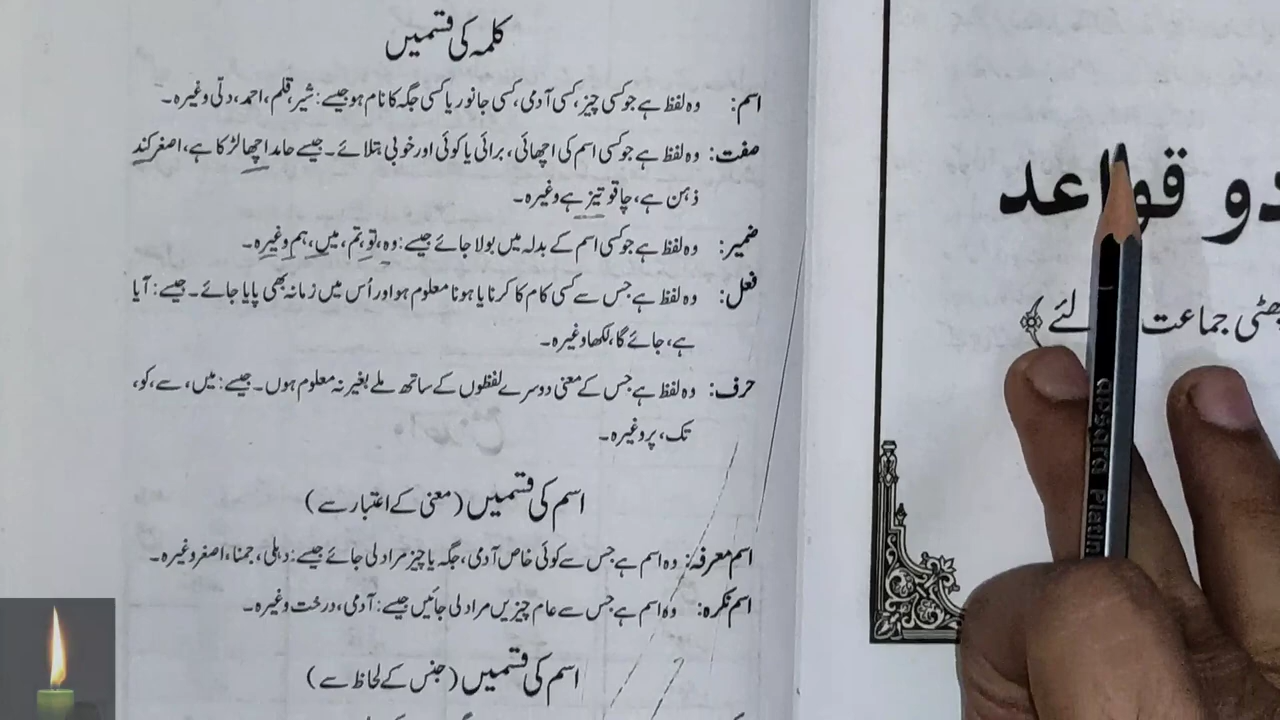 کلمہ کی قسمیں
اسم: وہ لفظ ہے جو کسی چیز، کسی آدمی، کسی جانور یا کسی جگہ کا نام ہو جیسے: شیر، قلم، احمد، دلّی وغیرہ۔
صفت: وہ لفظ ہے جو کسی اسم کی اچھائی، برائی یا کوئی اور خوبی بتلائے۔ جیسے حامد اچھا لڑکا ہے، اصغر کند
ذہن ہے، چاقو تیز ہے وغیرہ۔
ضمیر: وہ لفظ ہے جو کسی اسم کے بدلہ میں بولا جائے جیسے: وہ، تو، تم، میں، ہم وغیرہ۔
فعل: وہ لفظ ہے جس سے کسی کام کا کرنا یا ہونا معلوم ہو اور اُس میں زمانہ بھی پایا جائے۔ جیسے: آیا
ہے، جائے گا، لکھا وغیرہ۔
حرف: وہ لفظ ہے جس کے معنی دوسرے لفظوں کے ساتھ ملے بغیر نہ معلوم ہوں۔ جیسے: میں، سے، کو،
تک، پر وغیرہ۔
اسم کی قسمیں (معنی کے اعتبار سے)
اسم معرفہ: وہ اسم ہے جس سے کوئی خاص آدمی، جگہ یا چیز مراد لی جائے جیسے: دہلی، جمنا، اصغر وغیرہ۔
اسم نکرہ: وہ اسم ہے جس سے عام چیزیں مراد لی جائیں جیسے: آدمی، درخت وغیرہ۔
اسم کی قسمیں (جنس کے لحاظ سے)
دو قواعد
چھٹی جماعت لئے
apsara Platin